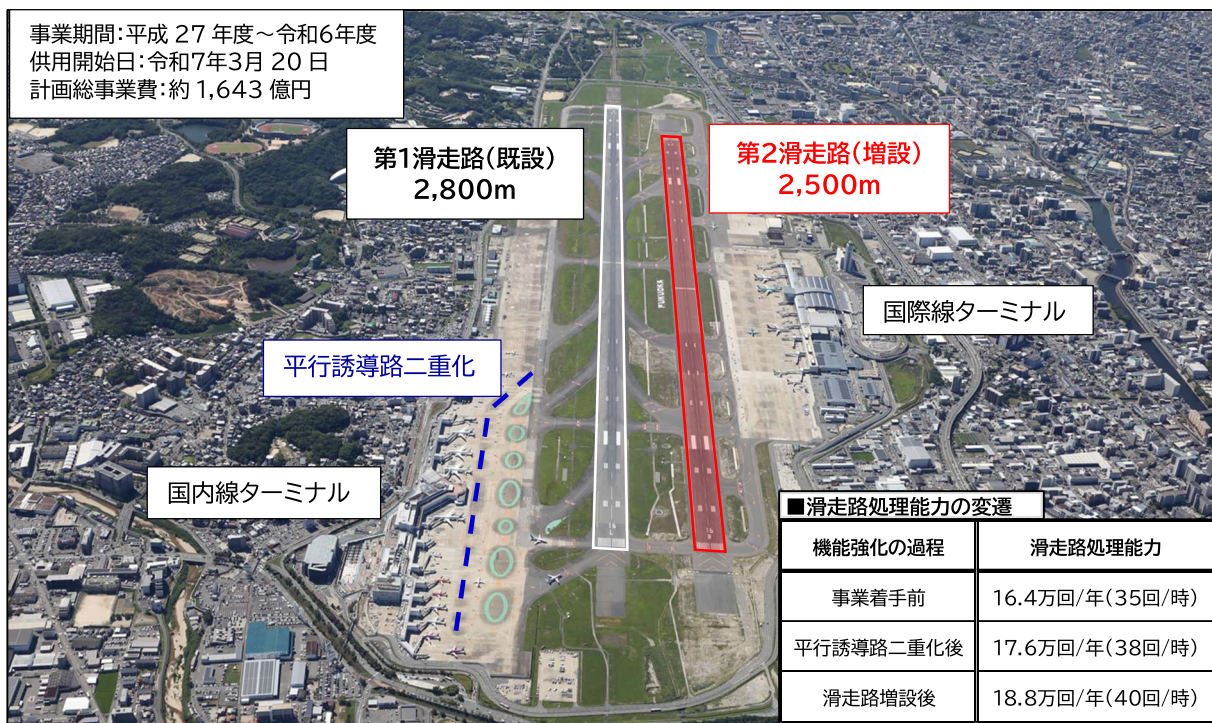 事業期間:平成 27 年度~令和6年度
供用開始日:令和7年3月 20 日
計画総事業費:約 1,643 億円
第1滑走路(既設)
2,800m
第2滑走路(増設)
2,500m
FUKUOKA
国際線ターミナル
平行誘導路二重化
国内線ターミナル
■滑走路処理能力の変遷
機能強化の過程 滑走路処理能力
事業着手前 16.4万回/年(35回/時)
平行誘導路二重化後 17.6万回/年(38回/時)
滑走路増設後 18.8万回/年(40回/時)